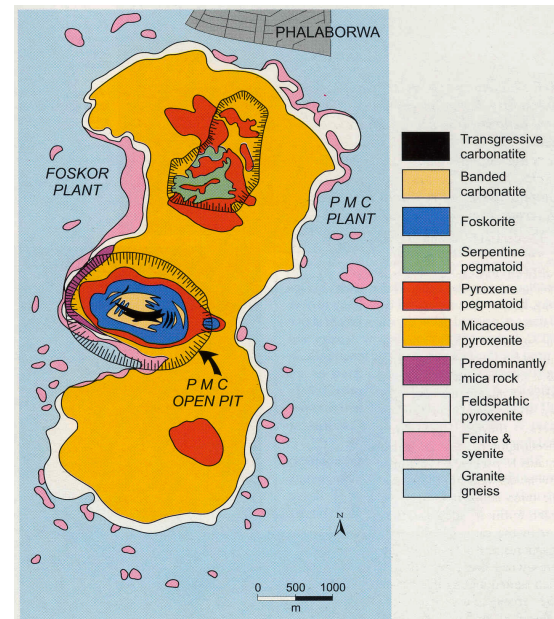 PHALABORWA
FOSKOR
PLANT
P M C
PLANT
P M C
OPEN PIT
N
0 500 1000
m
Transgressive
carbonatite
Banded
carbonatite
Foskorite
Serpentine
pegmatoid
Pyroxene
pegmatoid
Micaceous
pyroxenite
Predominantly
mica rock
Feldspathic
pyroxenite
Fenite &
syenite
Granite
gneiss